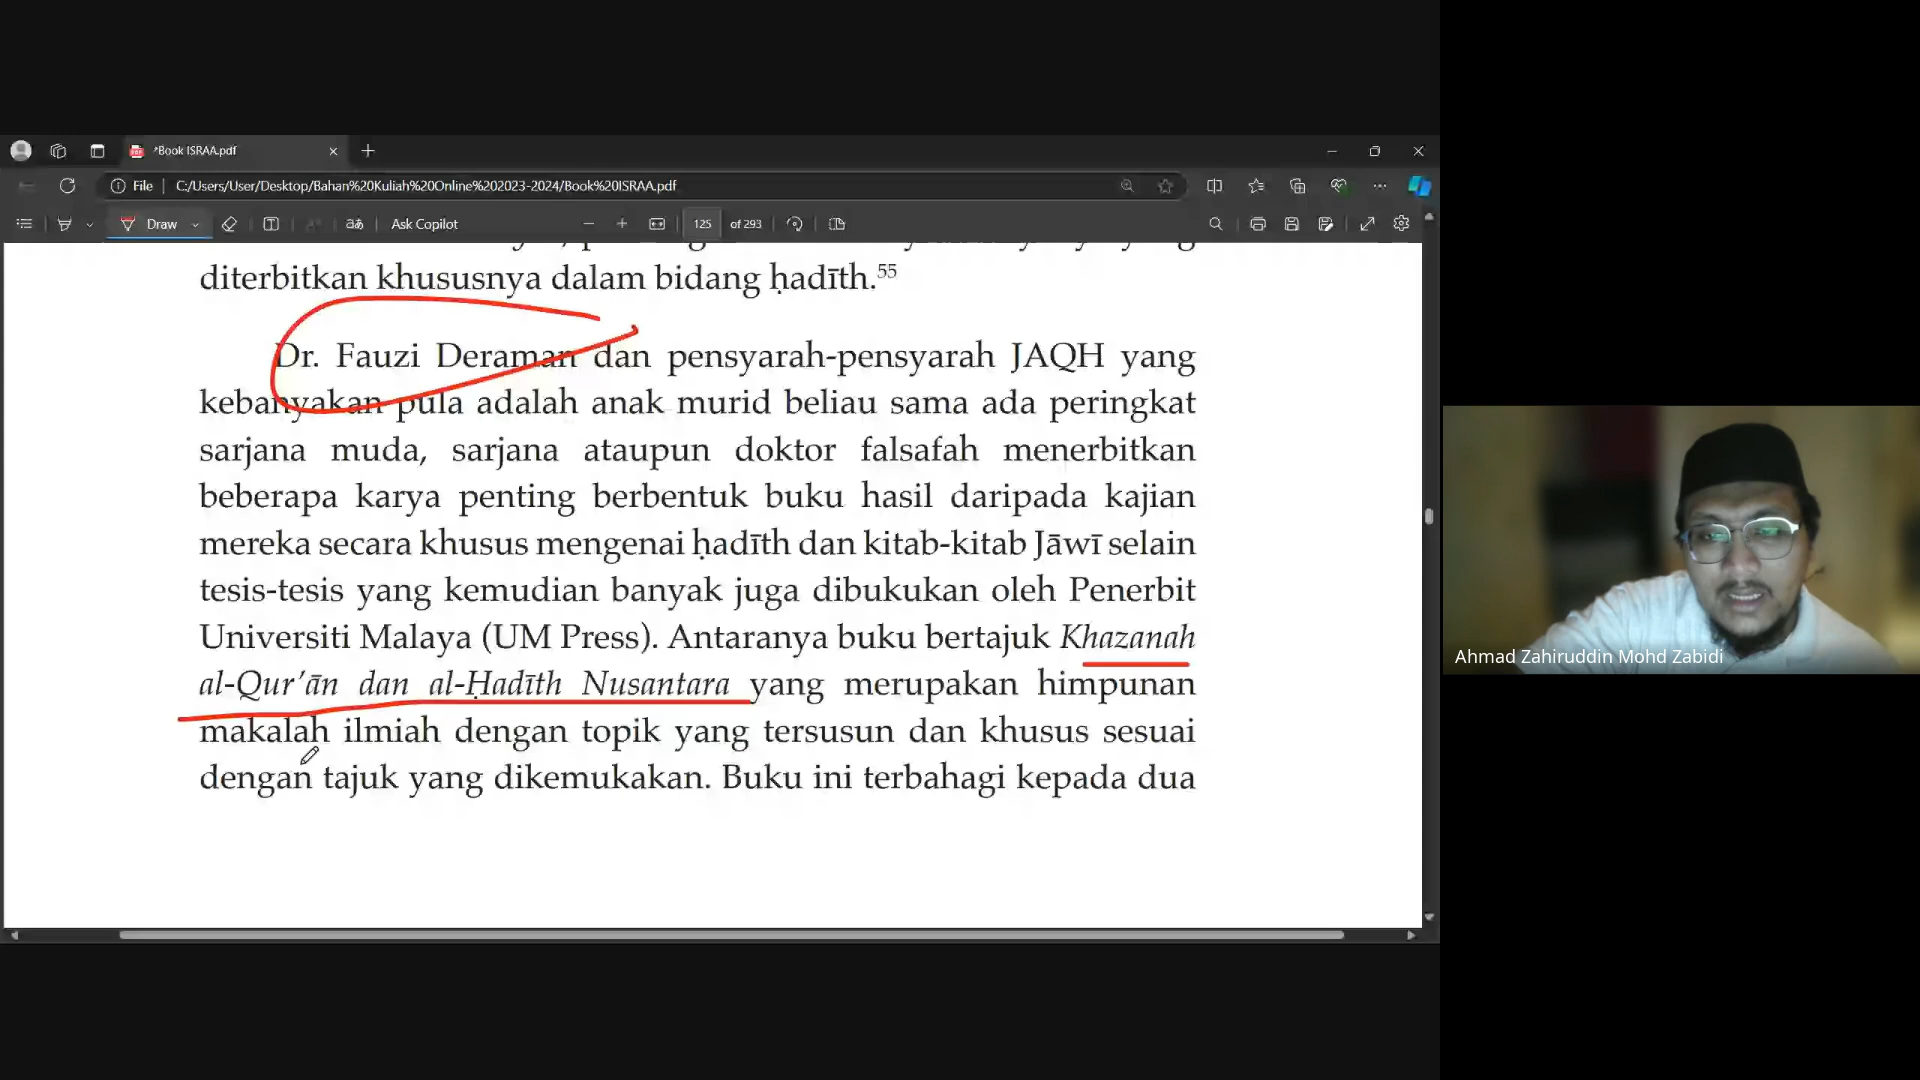 *Book ISRAA.pdf
File
C:/Users/User/Desktop/Bahan%20Kuliah%20Online%202023-2024/Book%20ISRAA.pdf
Draw
Ask Copilot
125 of 293
diterbitkan khususnya dalam bidang ḥadīth.55
Dr. Fauzi Deraman dan pensyarah-pensyarah JAQH yang
kebanyakan pula adalah anak murid beliau sama ada peringkat
sarjana muda, sarjana ataupun doktor falsafah menerbitkan
beberapa karya penting berbentuk buku hasil daripada kajian
mereka secara khusus mengenai ḥadīth dan kitab-kitab Jāwī selain
tesis-tesis yang kemudian banyak juga dibukukan oleh Penerbit
Universiti Malaya (UM Press). Antaranya buku bertajuk Khazanah
al-Qur’ān dan al-Ḥadīth Nusantara yang merupakan himpunan
makalah ilmiah dengan topik yang tersusun dan khusus sesuai
dengan tajuk yang dikemukakan. Buku ini terbahagi kepada dua
Ahmad Zahiruddin Mohd Zabidi